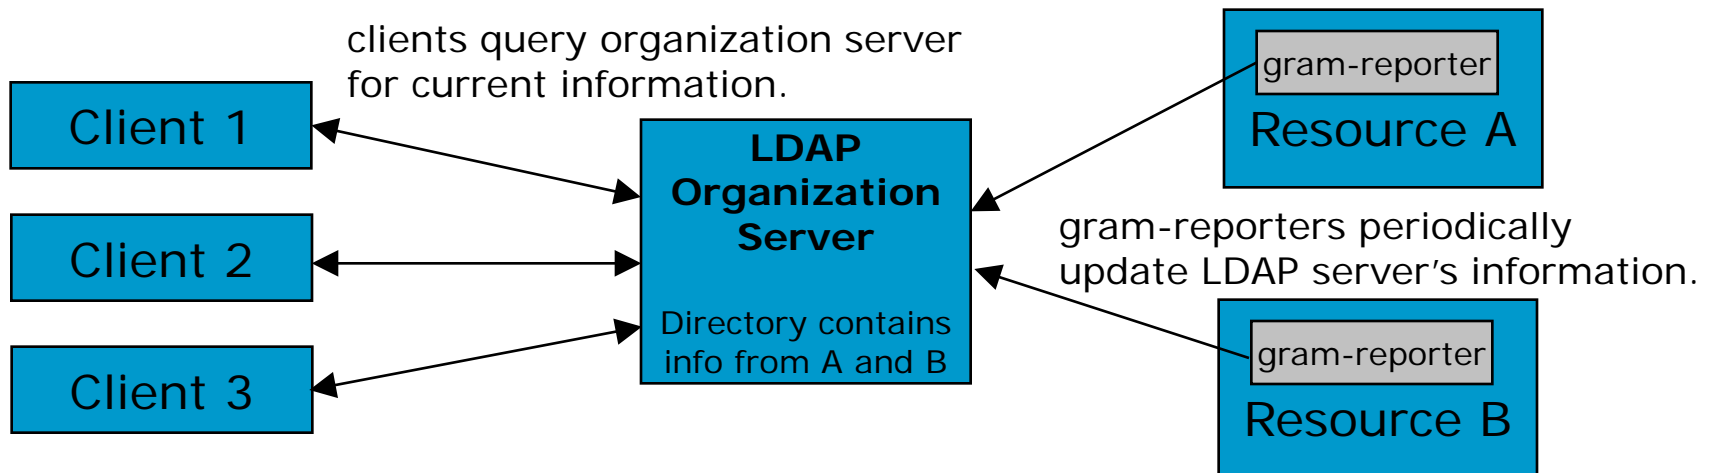 clients query organization server
for current information.
Client 1
Client 2
Client 3
LDAP
Organization
Server
Directory contains
info from A and B
gram-reporter
Resource A
gram-reporters periodically
update LDAP server's information.
gram-reporter
Resource B